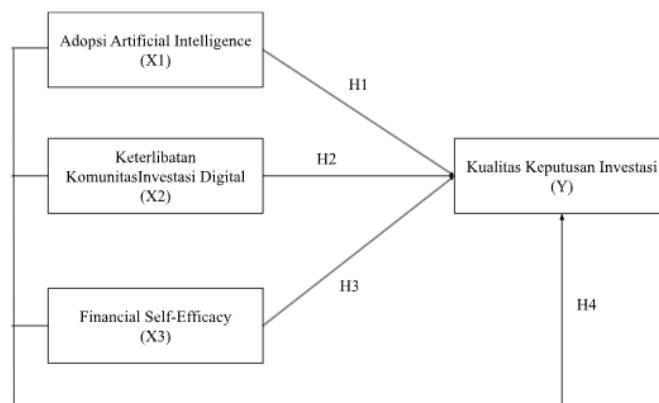 Adopsi Artificial Intelligence
(X1)
H1
Keterlibatan
KomunitasInvestasi Digital
(X2)
H2
Kualitas Keputusan Investasi
(Y)
H3
Financial Self-Efficacy
(X3)
H4